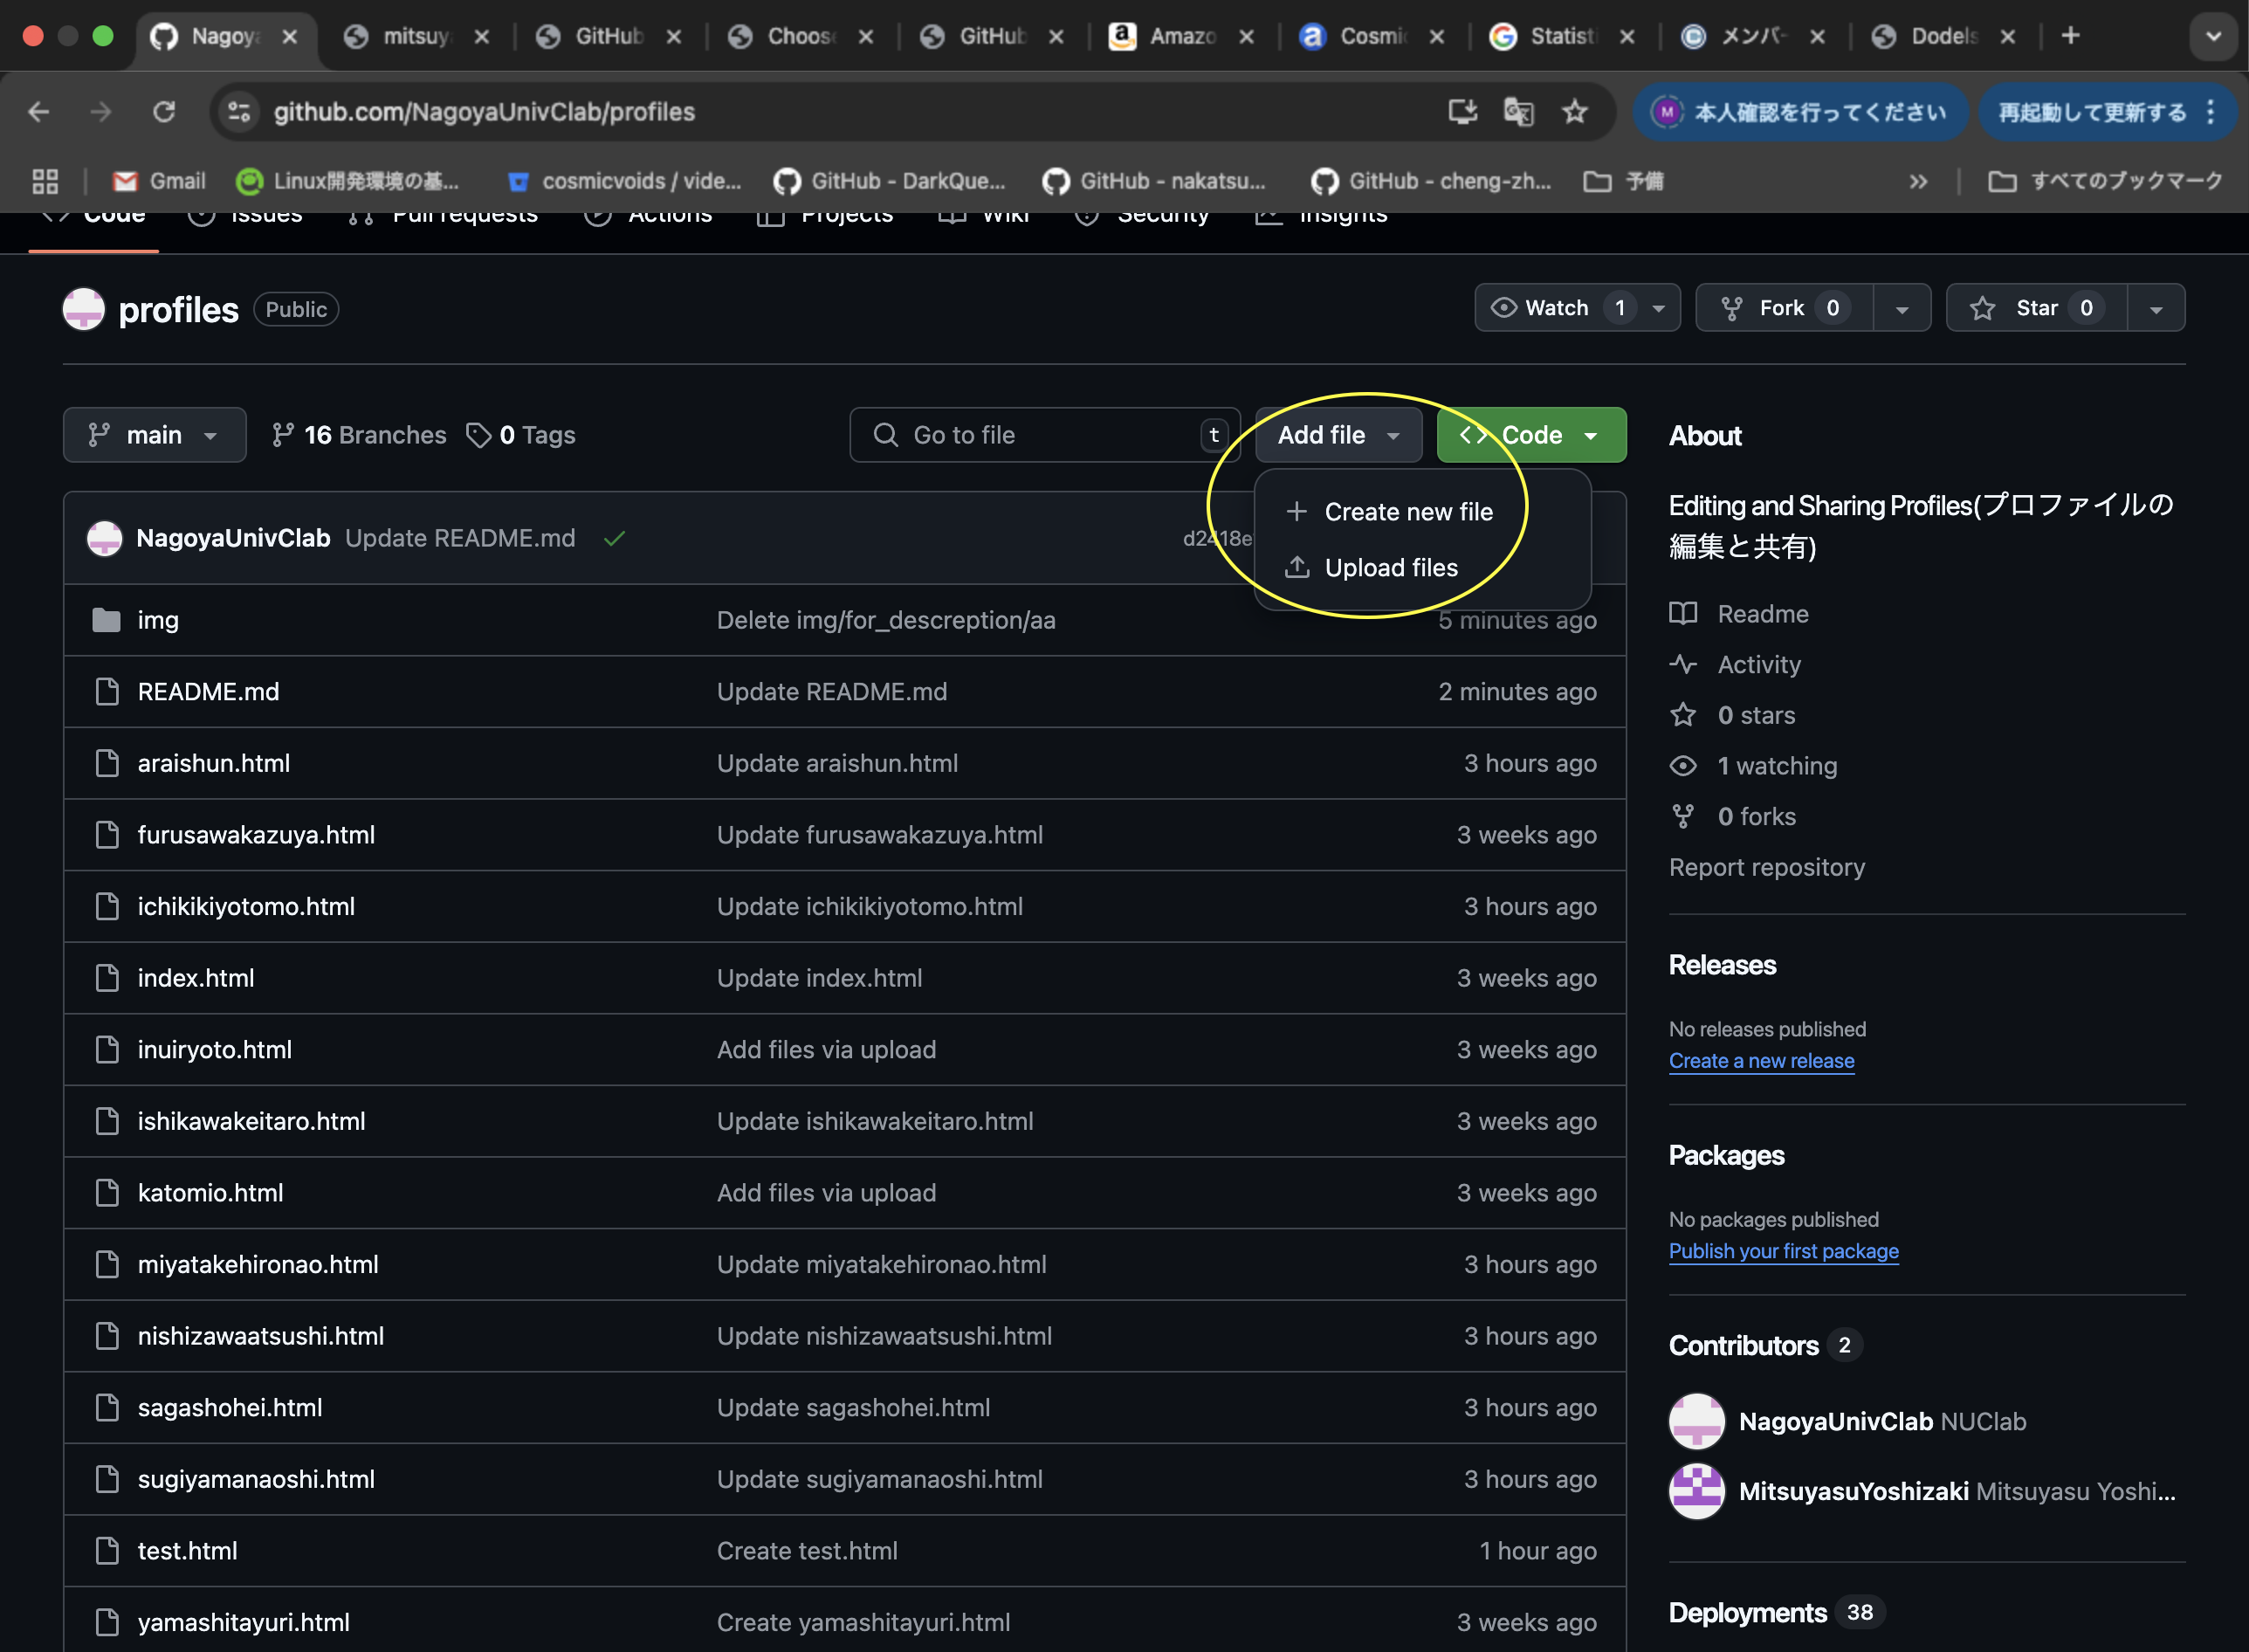 Nagoya
mitsuy
GitHub
Choose
GitHub
Amazo
Cosmic
Statisti
メンバー
Dodels
github.com/NagoyaUnivClab/profiles
M
本人確認を行ってください
再起動して更新する
Gmail
Linux開発環境の基...
cosmicvoids / vide...
GitHub - DarkQue...
GitHub - nakatsu...
GitHub - cheng-zh...
予備
すべてのブックマーク
Code
Issues
Pull requests
Actions
Projects
Wiki
Security
Insights
profiles
Public
Watch 1
Fork 0
Star 0
main
16 Branches
0 Tags
Go to file
t
Add file
Code
Create new file
Upload files
NagoyaUnivClab Update README.md
d2418e
img Delete img/for_descreption/aa 5 minutes ago
README.md Update README.md 2 minutes ago
araishun.html Update araishun.html 3 hours ago
furusawakazuya.html Update furusawakazuya.html 3 weeks ago
ichikikiyotomo.html Update ichikikiyotomo.html 3 hours ago
index.html Update index.html 3 weeks ago
inuiryoto.html Add files via upload 3 weeks ago
ishikawakeitaro.html Update ishikawakeitaro.html 3 weeks ago
katomio.html Add files via upload 3 weeks ago
miyatakehironao.html Update miyatakehironao.html 3 hours ago
nishizawaatsushi.html Update nishizawaatsushi.html 3 hours ago
sagashohei.html Update sagashohei.html 3 hours ago
sugiyamanaoshi.html Update sugiyamanaoshi.html 3 hours ago
test.html Create test.html 1 hour ago
yamashitayuri.html Create yamashitayuri.html 3 weeks ago
About
Editing and Sharing Profiles(プロファイルの
編集と共有)
Readme
Activity
0 stars
1 watching
0 forks
Report repository
Releases
No releases published
Create a new release
Packages
No packages published
Publish your first package
Contributors 2
NagoyaUnivClab NUClab
MitsuyasuYoshizaki Mitsuyasu Yoshi...
Deployments 38